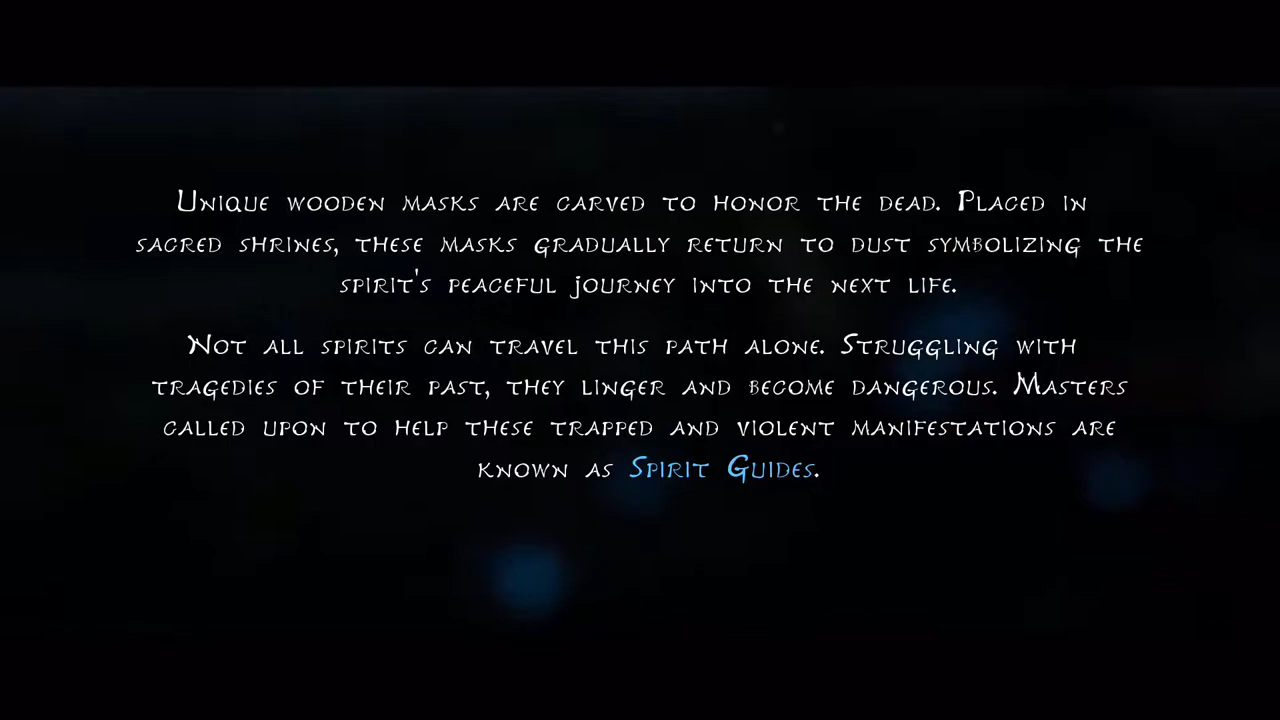 Unique wooden masks are carved to honor the dead. Placed in
sacred shrines, these masks gradually return to dust symbolizing the
spirit's peaceful journey into the next life.
Not all spirits can travel this path alone. Struggling with
tragedies of their past, they linger and become dangerous. Masters
called upon to help these trapped and violent manifestations are
known as Spirit Guides.